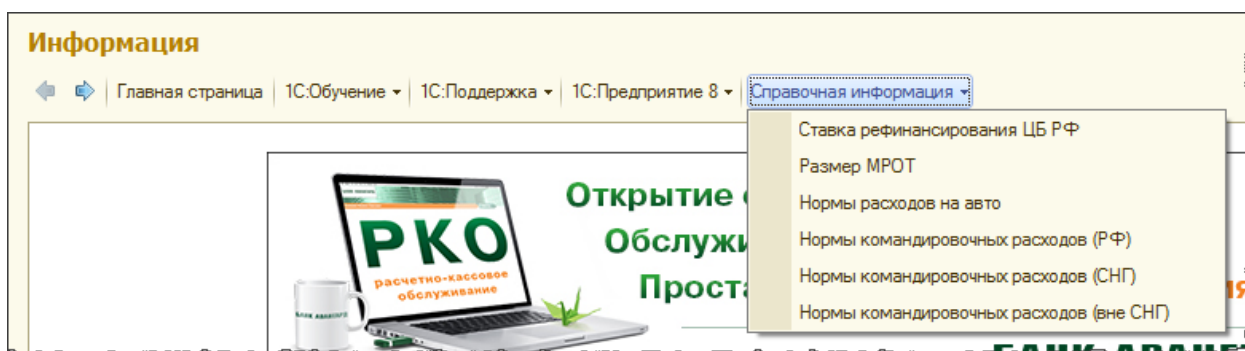 Информация
Главная страница 1С:Обучение 1С:Поддержка 1С:Предприятие 8 Справочная информация
Ставка рефинансирования ЦБ РФ
Размер МРОТ
Нормы расходов на авто
Нормы командировочных расходов (РФ)
Нормы командировочных расходов (СНГ)
Нормы командировочных расходов (вне СНГ)
Открытие
РКО
расчетно-кассовое
обслуживание